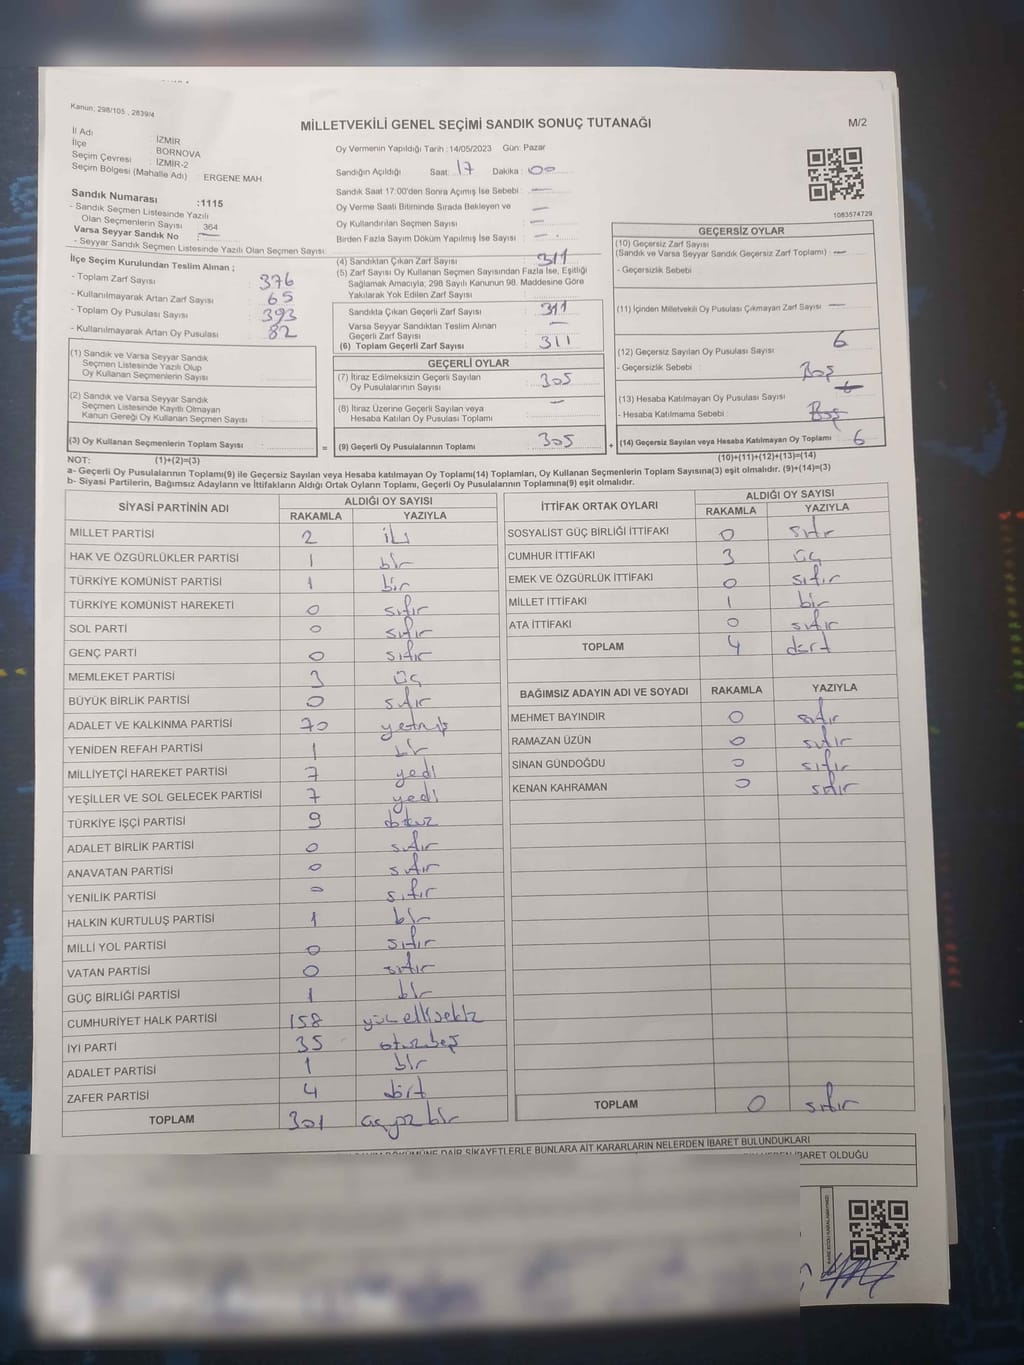 Kanun; 298/105 , 2839/4
MİLLETVEKİLİ GENEL SEÇİMİ SANDIK SONUÇ TUTANAĞI
M/2
İl Adı : İZMİR
İlçe : BORNOVA
Seçim Çevresi : İZMİR-2
Seçim Bölgesi (Mahalle Adı) : ERGENE MAH
Sandık Numarası :1115
- Sandık Seçmen Listesinde Yazılı
Olan Seçmenlerin Sayısı 364
Varsa Seyyar Sandık No : —
- Seyyar Sandık Seçmen Listesinde Yazılı Olan Seçmen Sayısı:
Oy Vermenin Yapıldığı Tarih :14/05/2023 Gün: Pazar
Sandığın Açıldığı Saat: 17 Dakika : 00
Sandık Saat 17:00'den Sonra Açımış İse Sebebi : —
Oy Verme Saati Bitiminde Sırada Bekleyen ve : —
Oy Kullandırılan Seçmen Sayısı : —
Birden Fazla Sayım Döküm Yapılmış İse Sayısı : —
1083574729
İlçe Seçim Kurulundan Teslim Alınan ;
- Toplam Zarf Sayısı : 376
- Kullanılmayarak Artan Zarf Sayısı : 65
- Toplam Oy Pusulası Sayısı : 393
- Kullanılmayarak Artan Oy Pusulası : 82
(1) Sandık ve Varsa Seyyar Sandık
Seçmen Listesinde Yazılı Olup
Oy Kullanan Seçmenlerin Sayısı :
(2) Sandık ve Varsa Seyyar Sandık
Seçmen Listesinde Kayıtlı Olmayan
Kanun Gereği Oy Kullanan Seçmen Sayısı :
(3) Oy Kullanan Seçmenlerin Toplam Sayısı :
(4) Sandıktan Çıkan Zarf Sayısı : 311
(5) Zarf Sayısı Oy Kullanan Seçmen Sayısından Fazla İse, Eşitliği
Sağlamak Amacıyla; 298 Sayılı Kanunun 98. Maddesine Göre
Yakılarak Yok Edilen Zarf Sayısı :
Sandıkta Çıkan Geçerli Zarf Sayısı : 311
Varsa Seyyar Sandıktan Teslim Alınan
Geçerli Zarf Sayısı : —
(6) Toplam Geçerli Zarf Sayısı : 311
GEÇERLİ OYLAR
(7) İtiraz Edilmeksizin Geçerli Sayılan
Oy Pusulalarının Sayısı : 305
(8) İtiraz Üzerine Geçerli Sayılan veya
Hesaba Katılan Oy Pusulası Toplamı : —
= (9) Geçerli Oy Pusulalarının Toplamı : 305
GEÇERSİZ OYLAR
(10) Geçersiz Zarf Sayısı
(Sandık ve Varsa Seyyar Sandık Geçersiz Zarf Toplamı) : —
- Geçersizlik Sebebi :
(11) İçinden Milletvekili Oy Pusulası Çıkmayan Zarf Sayısı : —
(12) Geçersiz Sayılan Oy Pusulası Sayısı : 6
- Geçersizlik Sebebi : Boş
(13) Hesaba Katılmayan Oy Pusulası Sayısı :
- Hesaba Katılmama Sebebi : Boş
+ (14) Geçersiz Sayılan veya Hesaba Katılmayan Oy Toplamı : 6
NOT: (1)+(2)=(3)
(10)+(11)+(12)+(13)=(14)
a- Geçerli Oy Pusulalarının Toplamı(9) ile Geçersiz Sayılan veya Hesaba katılmayan Oy Toplamı(14) Toplamları, Oy Kullanan Seçmenlerin Toplam Sayısına(3) eşit olmalıdır. (9)+(14)=(3)
b- Siyasi Partilerin, Bağımsız Adayların ve İttifakların Aldığı Ortak Oyların Toplamı, Geçerli Oy Pusulalarının Toplamına(9) eşit olmalıdır.
SİYASİ PARTİNİN ADI ALDIĞI OY SAYISI
RAKAMLA YAZIYLA
MİLLET PARTİSİ 2 iki
HAK VE ÖZGÜRLÜKLER PARTİSİ 1 bir
TÜRKİYE KOMÜNİST PARTİSİ 1 bir
TÜRKİYE KOMÜNİST HAREKETİ 0 sıfır
SOL PARTİ 0 sıfır
GENÇ PARTİ 0 sıfır
MEMLEKET PARTİSİ 3 üç
BÜYÜK BİRLİK PARTİSİ 0 sıfır
ADALET VE KALKINMA PARTİSİ 70 yetmiş
YENİDEN REFAH PARTİSİ 1 bir
MİLLİYETÇİ HAREKET PARTİSİ 7 yedi
YEŞİLLER VE SOL GELECEK PARTİSİ 7 yedi
TÜRKİYE İŞÇİ PARTİSİ 9
ADALET BİRLİK PARTİSİ 0 sıfır
ANAVATAN PARTİSİ 0 sıfır
YENİLİK PARTİSİ 0 sıfır
HALKIN KURTULUŞ PARTİSİ 1 bir
MİLLİ YOL PARTİSİ 0 sıfır
VATAN PARTİSİ 0 sıfır
GÜÇ BİRLİĞİ PARTİSİ 1 bir
CUMHURİYET HALK PARTİSİ 158 yüzellisekiz
İYİ PARTİ 35 otuzbeş
ADALET PARTİSİ 1 bir
ZAFER PARTİSİ 4 dört
TOPLAM 301 üçyüzbir
İTTİFAK ORTAK OYLARI ALDIĞI OY SAYISI
RAKAMLA YAZIYLA
SOSYALİST GÜÇ BİRLİĞİ İTTİFAKI 0 sıfır
CUMHUR İTTİFAKI 3 üç
EMEK VE ÖZGÜRLÜK İTTİFAKI 0 sıfır
MİLLET İTTİFAKI 1 bir
ATA İTTİFAKI 0 sıfır
TOPLAM 4 dört
BAĞIMSIZ ADAYIN ADI VE SOYADI RAKAMLA YAZIYLA
MEHMET BAYINDIR 0 sıfır
RAMAZAN ÜZÜN 0 sıfır
SİNAN GÜNDOĞDU 0 sıfır
KENAN KAHRAMAN 0 sıfır
TOPLAM 0 sıfır
DAİR ŞİKAYETLERLE BUNLARA AİT KARARLARIN NELERDEN İBARET BULUNDUKLARI
İBARET OLDUĞU